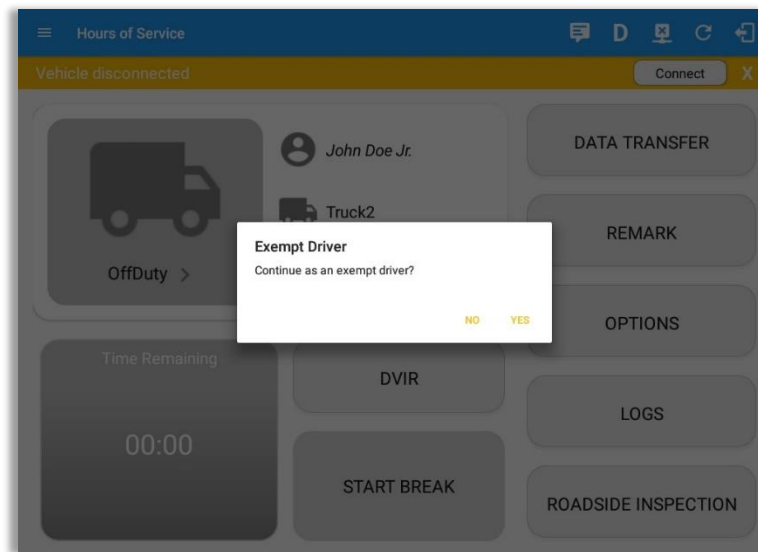 Hours of Service
D
Vehicle disconnected
Connect
X
John Doe Jr.
Truck2
OffDuty >
Exempt Driver
Continue as an exempt driver?
NO YES
Time Remaining
00:00
DVIR
START BREAK
DATA TRANSFER
REMARK
OPTIONS
LOGS
ROADSIDE INSPECTION